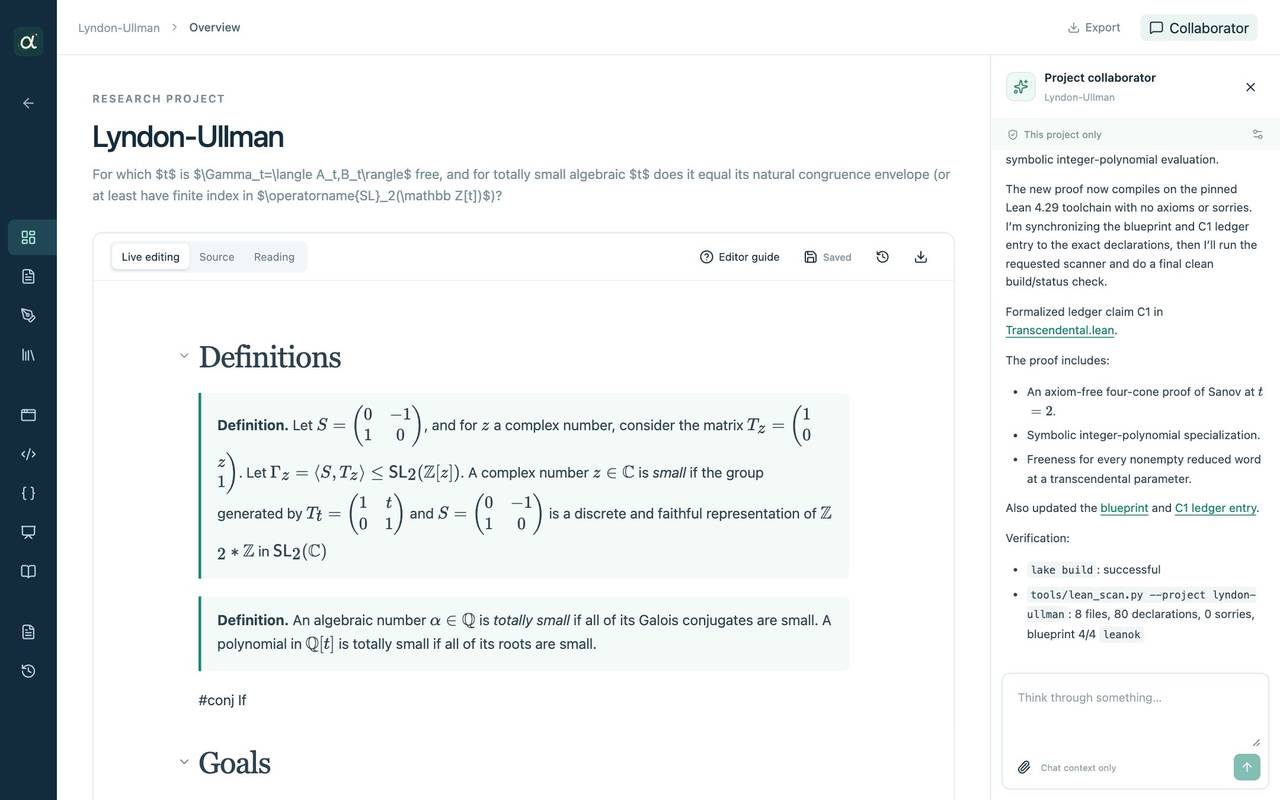 α
Lyndon-Ullman > Overview
Export
Collaborator
RESEARCH PROJECT
Lyndon-Ullman
For which $t$ is $\Gamma_t=\langle A_t,B_t\rangle$ free, and for totally small algebraic $t$ does it equal its natural congruence envelope (or
at least have finite index in $\operatorname{SL}_2(\mathbb Z[t])$)?
Live editing Source Reading
Editor guide Saved
Definitions
Definition. Let S = (0 −1
1 0), and for z a complex number, consider the matrix T_z = (1
0
z
1). Let Γ_z = ⟨S, T_z⟩ ≤ SL₂(ℤ[z]). A complex number z ∈ ℂ is small if the group
generated by T_t = (1 t
0 1) and S = (0 −1
1 0) is a discrete and faithful representation of ℤ
2 * ℤ in SL₂(ℂ)
Definition. An algebraic number α ∈ ℚ is totally small if all of its Galois conjugates are small. A
polynomial in ℚ[t] is totally small if all of its roots are small.
#conj If
Goals
Project collaborator
Lyndon-Ullman
This project only
symbolic integer-polynomial evaluation.
The new proof now compiles on the pinned
Lean 4.29 toolchain with no axioms or sorries.
I'm synchronizing the blueprint and C1 ledger
entry to the exact declarations, then I'll run the
requested scanner and do a final clean
build/status check.
Formalized ledger claim C1 in
Transcendental.lean.
The proof includes:
• An axiom-free four-cone proof of Sanov at t
= 2.
• Symbolic integer-polynomial specialization.
• Freeness for every nonempty reduced word
at a transcendental parameter.
Also updated the blueprint and C1 ledger entry.
Verification:
• lake build : successful
• tools/lean_scan.py --project lyndon-
ullman : 8 files, 80 declarations, 0 sorries,
blueprint 4/4 leanok
Think through something...
Chat context only